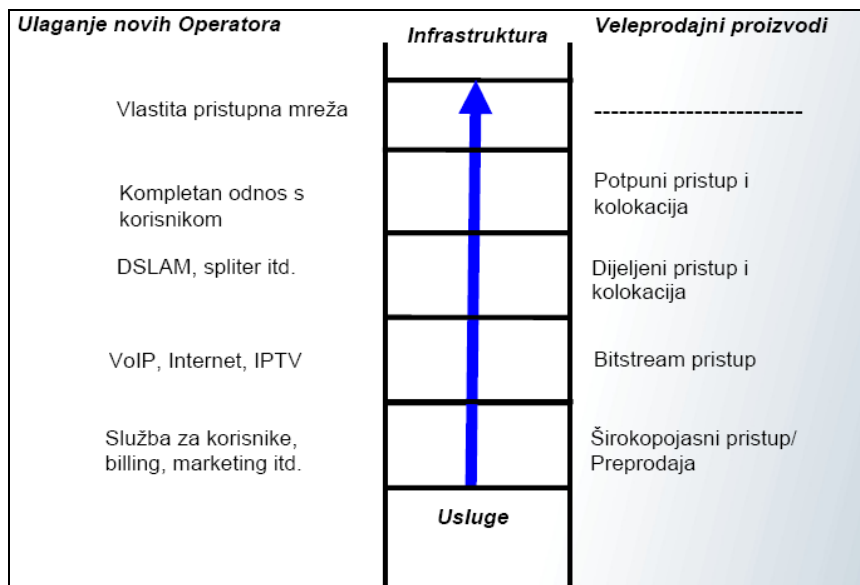 Ulaganje novih Operatora
Infrastruktura
Veleprodajni proizvodi
Vlastita pristupna mreža
--------------------------
Kompletan odnos s
korisnikom
Potpuni pristup i
kolokacija
DSLAM, spliter itd.
Dijeljeni pristup i
kolokacija
VoIP, Internet, IPTV
Bitstream pristup
Služba za korisnike,
billing, marketing itd.
Širokopojasni pristup/
Preprodaja
Usluge